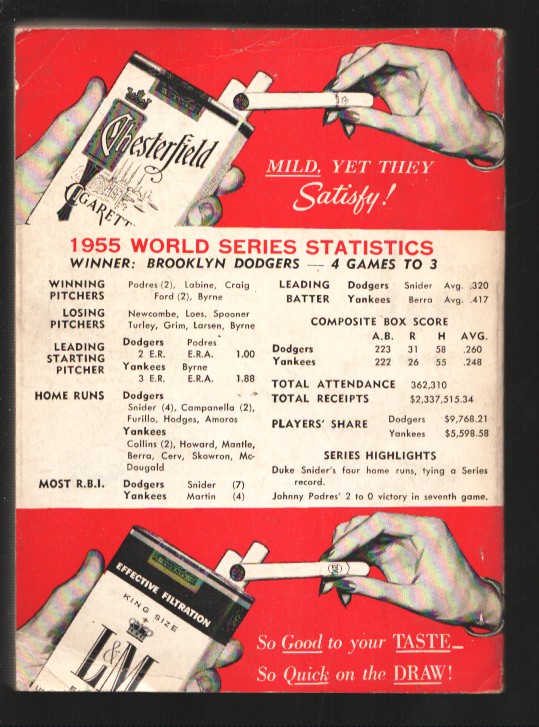 Chesterfield
CIGARETT
MILD, YET THEY
Satisfy!
1955 WORLD SERIES STATISTICS
WINNER: BROOKLYN DODGERS — 4 GAMES TO 3
WINNING PITCHERS
Podres (2), Labine, Craig
Ford (2), Byrne
LOSING PITCHERS
Newcombe, Loes, Spooner
Turley, Grim, Larsen, Byrne
LEADING STARTING PITCHER
Dodgers Podres
2 E.R. E.R.A. 1.00
Yankees Byrne
3 E.R. E.R.A. 1.88
HOME RUNS
Dodgers
Snider (4), Campanella (2),
Furillo, Hodges, Amoros
Yankees
Collins (2), Howard, Mantle,
Berra, Cerv, Skowron, Mc-
Dougald
MOST R.B.I. Dodgers Snider (7)
Yankees Martin (4)
LEADING BATTER
Dodgers Snider Avg. .320
Yankees Berra Avg. .417
COMPOSITE BOX SCORE
A.B. R H AVG.
Dodgers 223 31 58 .260
Yankees 222 26 55 .248
TOTAL ATTENDANCE 362,310
TOTAL RECEIPTS $2,337,515.34
PLAYERS' SHARE
Dodgers $9,768.21
Yankees $5,598.58
SERIES HIGHLIGHTS
Duke Snider's four home runs, tying a Series
record.
Johnny Podres' 2 to 0 victory in seventh game.
EFFECTIVE FILTRATION
KING SIZE
L&M
So Good to your TASTE_
So Quick on the DRAW!